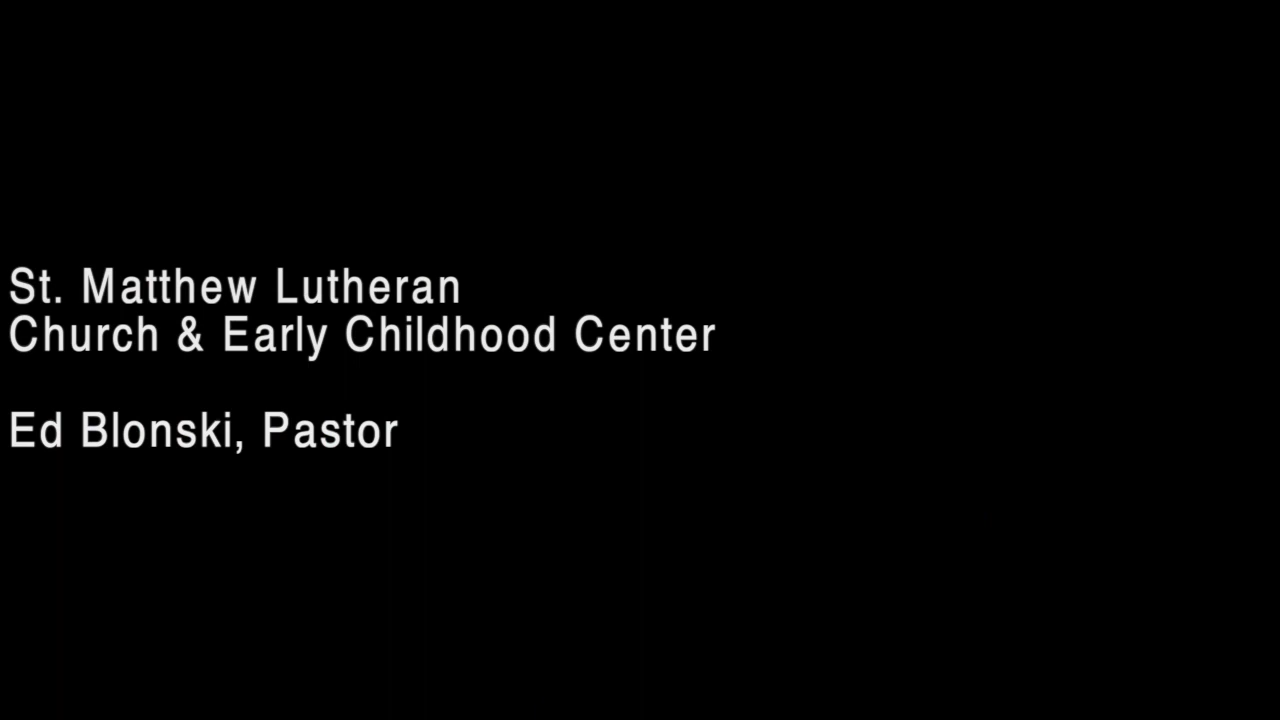 St. Matthew Lutheran
Church & Early Childhood Center
Ed Blonski, Pastor